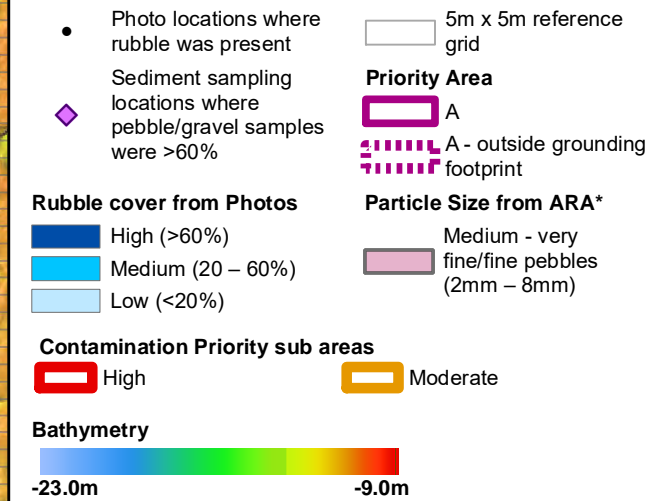 Photo locations where
rubble was present
Sediment sampling
locations where
pebble/gravel samples
were >60%
5m x 5m reference
grid
Priority Area
A
A - outside grounding
footprint
Rubble cover from Photos
High (>60%)
Medium (20 – 60%)
Low (<20%)
Particle Size from ARA*
Medium - very
fine/fine pebbles
(2mm – 8mm)
Contamination Priority sub areas
High
Moderate
Bathymetry
-23.0m
-9.0m